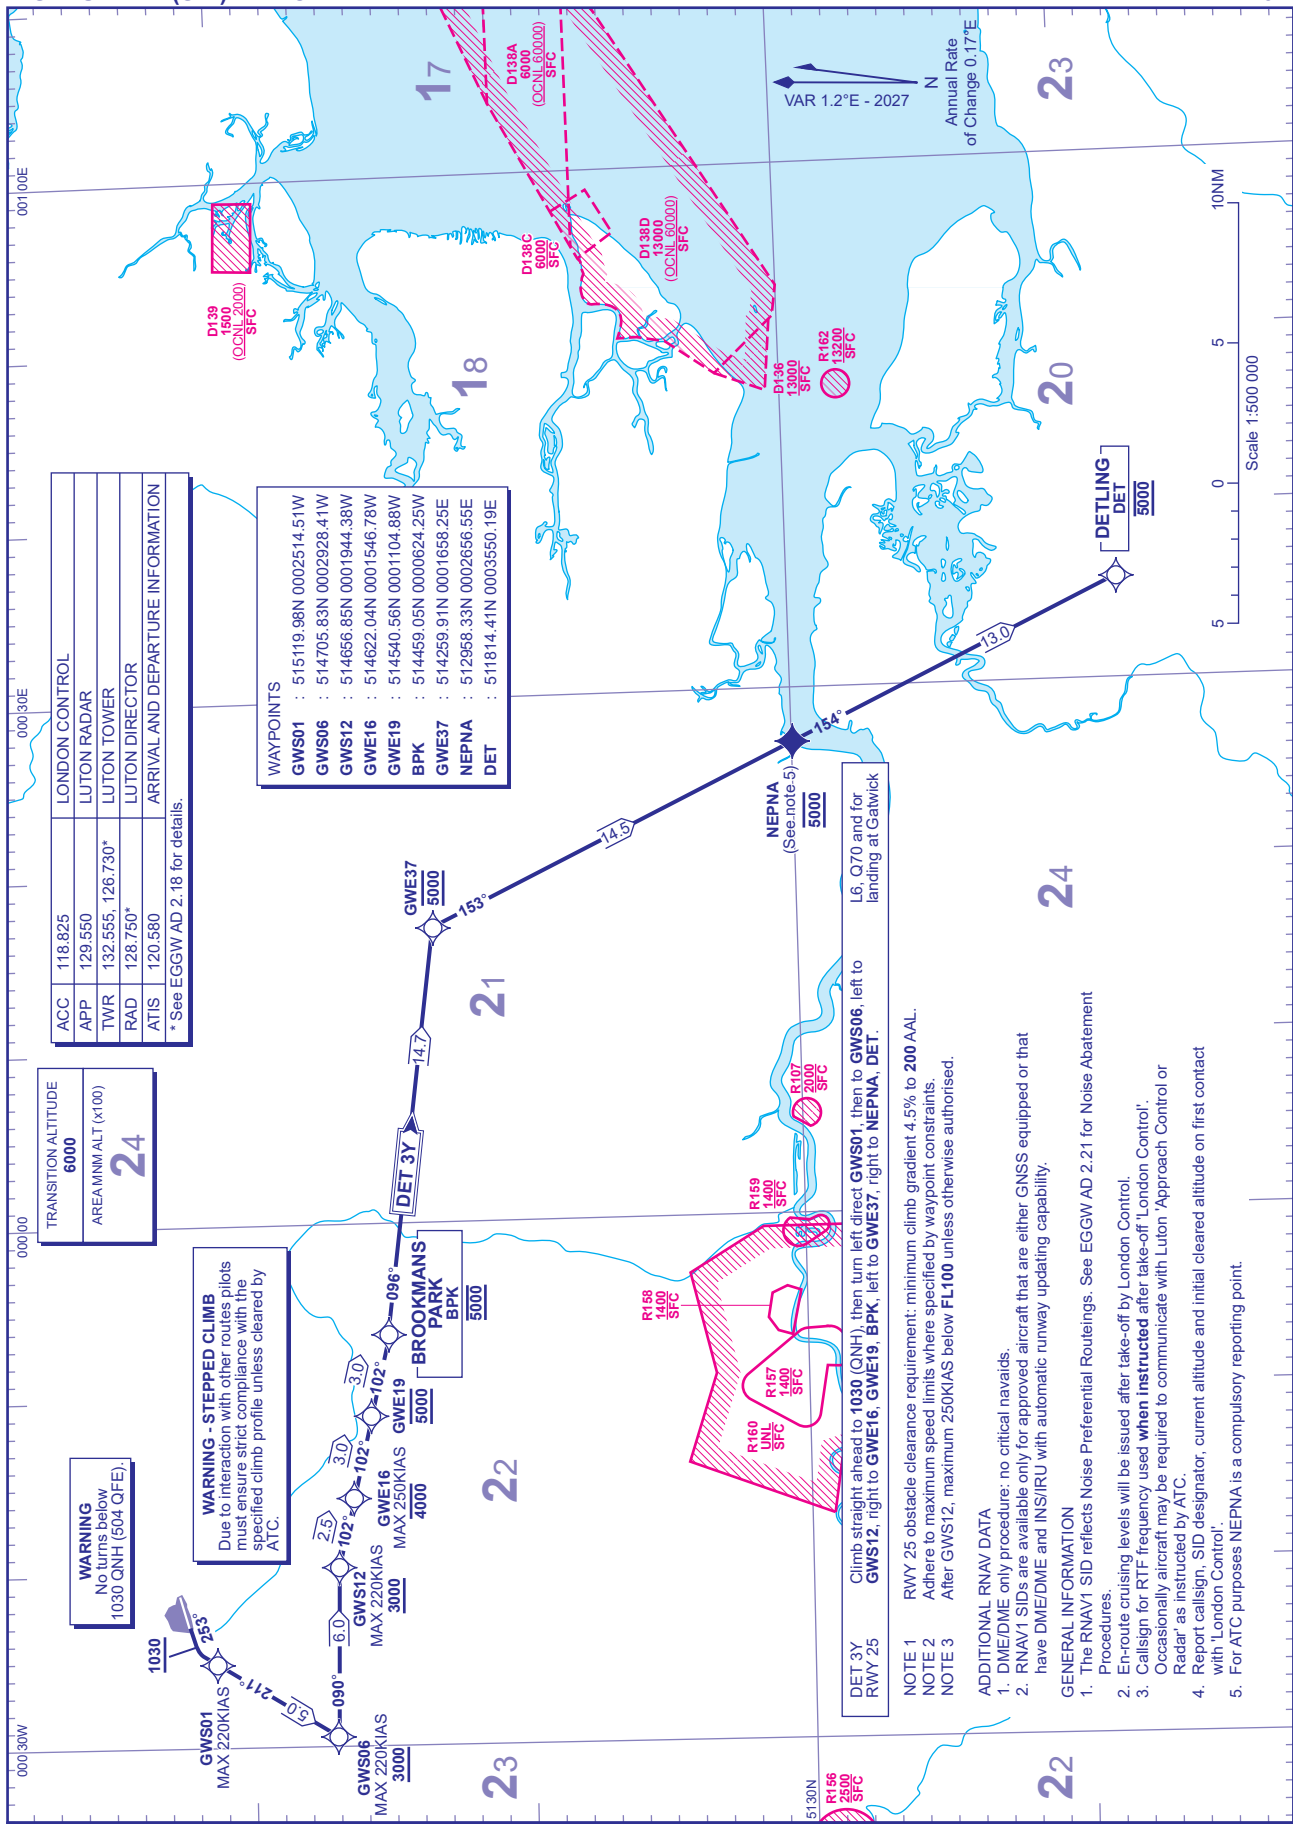 ACC 118.825 LONDON CONTROL
APP 129.550 LUTON RADAR
TWR 132.555, 126.730* LUTON TOWER
RAD 128.750* LUTON DIRECTOR
ATIS 120.580 ARRIVAL AND DEPARTURE INFORMATION
* See EGGW AD 2.18 for details.
TRANSITION ALTITUDE
6000
AREA MNM ALT (x100)
24
WARNING
No turns below
1030 QNH (504 QFE).
WARNING - STEPPED CLIMB
Due to interaction with other routes pilots
must ensure strict compliance with the
specified climb profile unless cleared by
ATC.
WAYPOINTS
GWS01 : 515119.98N 0002514.51W
GWS06 : 514705.83N 0002928.41W
GWS12 : 514656.85N 0001944.38W
GWE16 : 514622.04N 0001546.78W
GWE19 : 514540.56N 0001104.88W
BPK : 514459.05N 0000624.25W
GWE37 : 514259.91N 0001658.25E
NEPNA : 512958.33N 0002656.55E
DET : 511814.41N 0003550.19E
000 30W
000 00
000 30E
001 00E
5130N
1030
253°
GWS01
MAX 220KIAS
211°
5.0
GWS06
MAX 220KIAS
3000
090°
6.0
GWS12
MAX 220KIAS
3000
102°
2.5
GWE16
MAX 250KIAS
4000
102°
3.0
GWE19
5000
102°
3.0
BROOKMANS
PARK
BPK
5000
096°
DET 3Y
14.7
GWE37
5000
153°
14.5
NEPNA
(See note 5)
5000
154°
13.0
DETLING
DET
5000
D139
1500
(OCNL 2000)
SFC
D138A
6000
(OCNL 60000)
SFC
D138C
6000
SFC
D138D
13000
(OCNL 60000)
SFC
D136
13000
SFC
R162
13200
SFC
R107
2000
SFC
R159
1400
SFC
R158
1400
SFC
R157
1400
SFC
R160
UNL
SFC
R156
2500
SFC
17
18
20
21
22
23
24
22
23
VAR 1.2°E - 2027
N
Annual Rate
of Change 0.17°E
5 0 5 10NM
Scale 1:500 000
DET 3Y
RWY 25
Climb straight ahead to 1030 (QNH), then turn left direct GWS01, then to GWS06, left to
GWS12, right to GWE16, GWE19, BPK, left to GWE37, right to NEPNA, DET.
L6, Q70 and for
landing at Gatwick
NOTE 1 RWY 25 obstacle clearance requirement: minimum climb gradient 4.5% to 200 AAL.
NOTE 2 Adhere to maximum speed limits where specified by waypoint constraints.
NOTE 3 After GWS12, maximum 250KIAS below FL100 unless otherwise authorised.
ADDITIONAL RNAV DATA
1. DME/DME only procedure: no critical navaids.
2. RNAV1 SIDs are available only for approved aircraft that are either GNSS equipped or that
have DME/DME and INS/IRU with automatic runway updating capability.
GENERAL INFORMATION
1. The RNAV1 SID reflects Noise Preferential Routeings. See EGGW AD 2.21 for Noise Abatement
Procedures.
2. En-route cruising levels will be issued after take-off by London Control.
3. Callsign for RTF frequency used when instructed after take-off 'London Control'.
Occasionally aircraft may be required to communicate with Luton 'Approach Control or
Radar' as instructed by ATC.
4. Report callsign, SID designator, current altitude and initial cleared altitude on first contact
with 'London Control'.
5. For ATC purposes NEPNA is a compulsory reporting point.